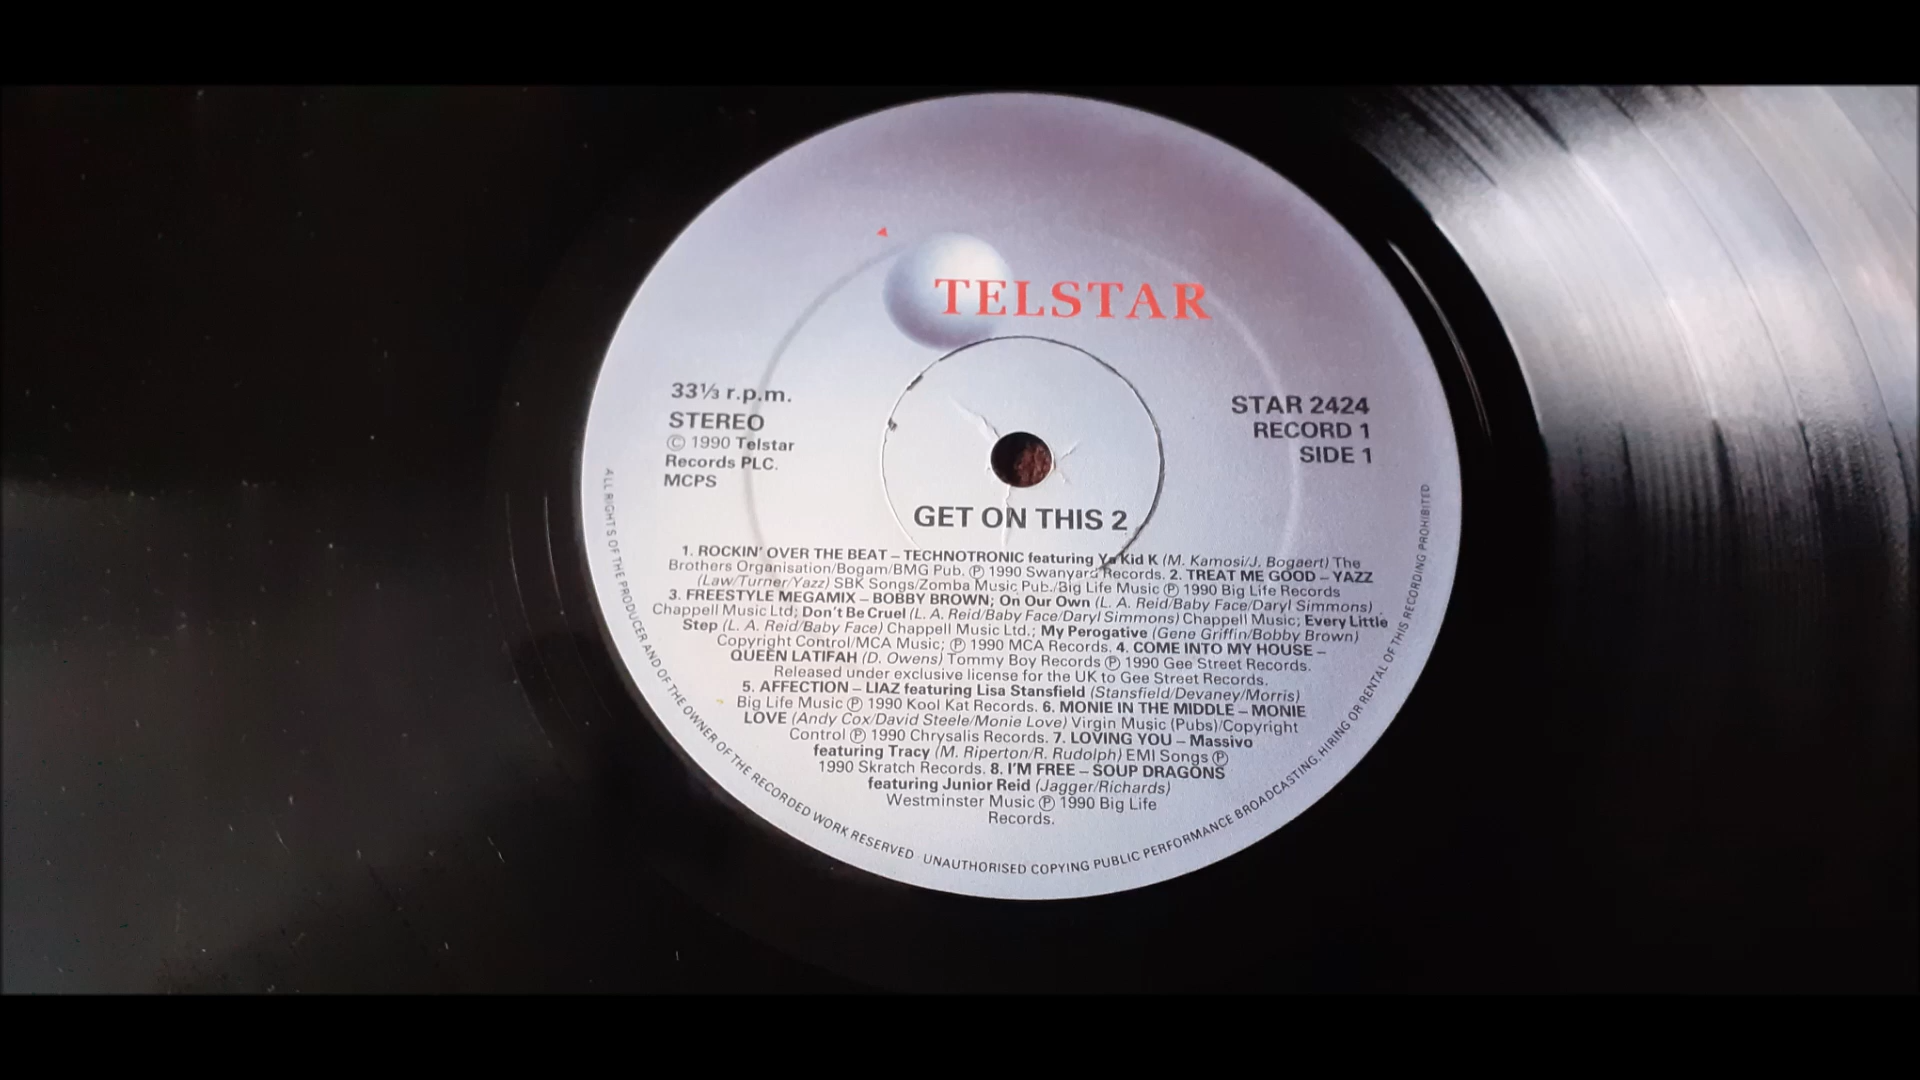 TELSTAR
33⅓ r.p.m.
STEREO
© 1990 Telstar
Records PLC.
MCPS
STAR 2424
RECORD 1
SIDE 1
GET ON THIS 2
1. ROCKIN' OVER THE BEAT – TECHNOTRONIC featuring Ya Kid K (M. Kamosi/J. Bogaert) The
Brothers Organisation/Bogam/BMG Pub. ℗ 1990 Swanyard Records. 2. TREAT ME GOOD – YAZZ
(Law/Turner/Yazz) SBK Songs/Zomba Music Pub./Big Life Music ℗ 1990 Big Life Records
3. FREESTYLE MEGAMIX – BOBBY BROWN; On Our Own (L. A. Reid/Baby Face/Daryl Simmons)
Chappell Music Ltd; Don't Be Cruel (L. A. Reid/Baby Face/Daryl Simmons) Chappell Music; Every Little
Step (L. A. Reid/Baby Face) Chappell Music Ltd.; My Perogative (Gene Griffin/Bobby Brown)
Copyright Control/MCA Music; ℗ 1990 MCA Records. 4. COME INTO MY HOUSE –
QUEEN LATIFAH (D. Owens) Tommy Boy Records ℗ 1990 Gee Street Records.
Released under exclusive license for the UK to Gee Street Records.
5. AFFECTION – LIAZ featuring Lisa Stansfield (Stansfield/Devaney/Morris)
Big Life Music ℗ 1990 Kool Kat Records. 6. MONIE IN THE MIDDLE – MONIE
LOVE (Andy Cox/David Steele/Monie Love) Virgin Music (Pubs)/Copyright
Control ℗ 1990 Chrysalis Records. 7. LOVING YOU – Massivo
featuring Tracy (M. Riperton/R. Rudolph) EMI Songs ℗
1990 Skratch Records. 8. I'M FREE – SOUP DRAGONS
featuring Junior Reid (Jagger/Richards)
Westminster Music ℗ 1990 Big Life
Records.
ALL RIGHTS OF THE PRODUCER AND OF THE OWNER OF THE RECORDED WORK RESERVED · UNAUTHORISED COPYING PUBLIC PERFORMANCE BROADCASTING, HIRING OR RENTAL OF THIS RECORDING PROHIBITED